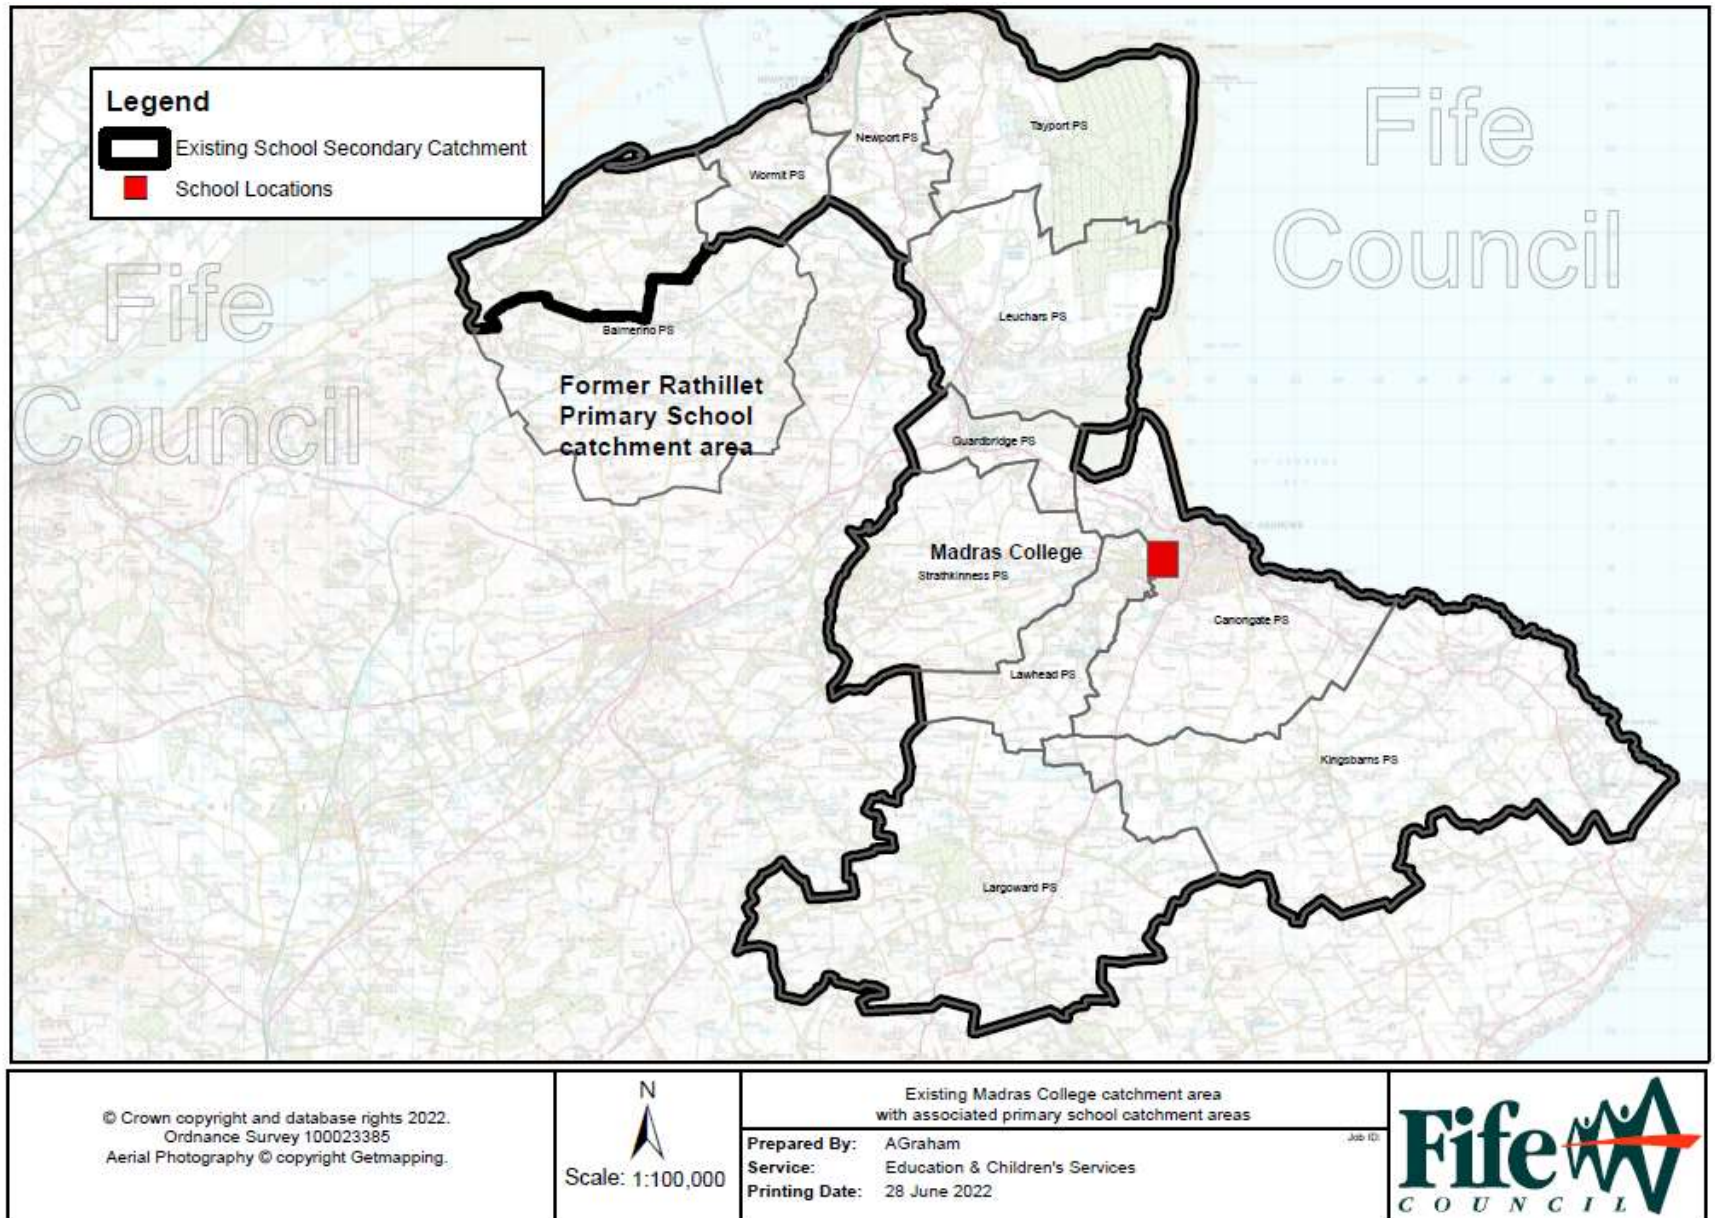 Legend
Existing School Secondary Catchment
School Locations
Fife
Council
Fife
Council
Tayport PS
Newport PS
Wormit PS
Leuchars PS
Balmerino PS
Former Rathillet
Primary School
catchment area
Guardbridge PS
Madras College
Strathkinness PS
Canongate PS
Lawhead PS
Kingsbarns PS
Largoward PS
© Crown copyright and database rights 2022.
Ordnance Survey 100023385
Aerial Photography © copyright Getmapping.
N
Scale: 1:100,000
Existing Madras College catchment area
with associated primary school catchment areas
Prepared By: AGraham
Job ID:
Service: Education & Children's Services
Printing Date: 28 June 2022
Fife
COUNCIL